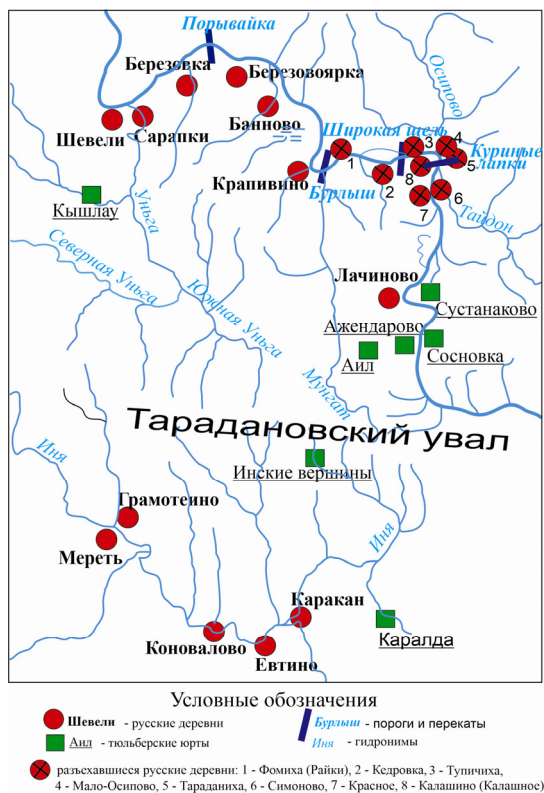 Порывайка
Березовка
Березовоярка
Осипово
Шевели
Сарапки
Банново
Широкая шель
3
4
Куриные
лапки
1
5
Крапивино
Бурлыш
2
8
6
7
Кышлау
Уньга
Тайдон
Северная Уньга
Южная Уньга
Лачиново
Сустанаково
Ажендарово
Аил
Сосновка
Мунгат
Тарадановский увал
Иня
Инские вершины
Грамотеино
Мереть
Иня
Каракан
Коновалово
Евтино
Каралда
Условные обозначения
Шевели - русские деревни
Бурлыш - пороги и перекаты
Аил - тюльберские юрты
Иня - гидронимы
разъехавшиеся русские деревни: 1 - Фомиха (Райки), 2 - Кедровка, 3 - Тупичиха,
4 - Мало-Осипово, 5 - Тараданиха, 6 - Симоново, 7 - Красное, 8 - Калашино (Калашное)